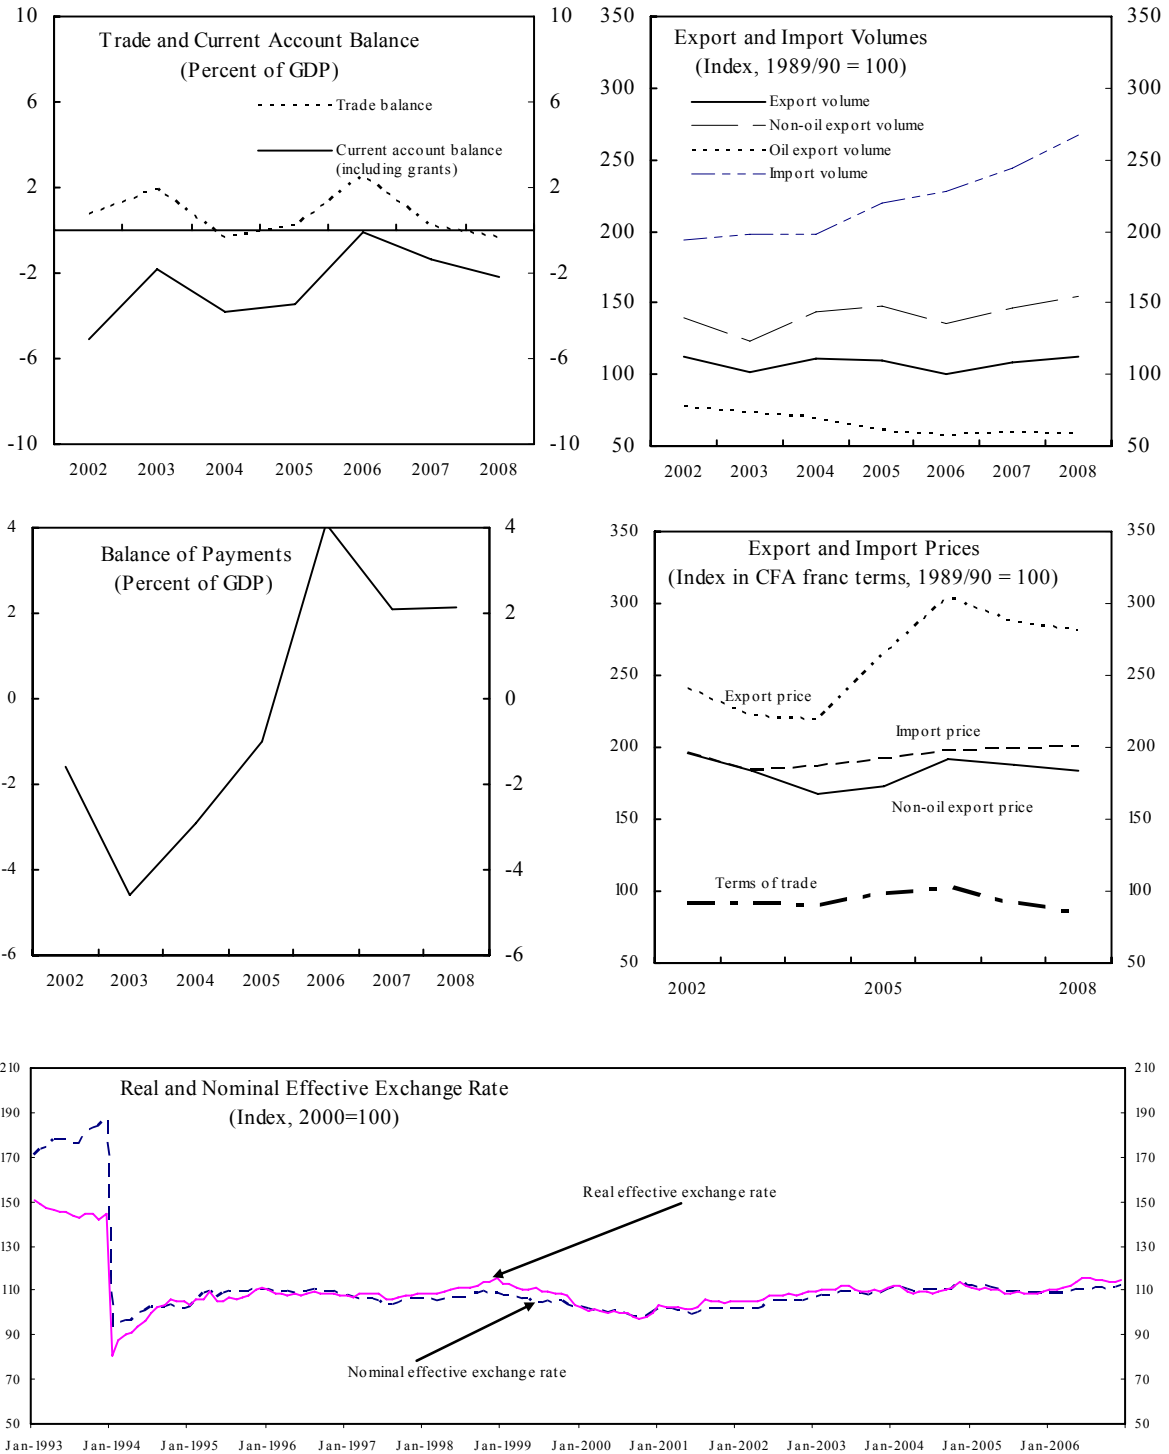 Trade and Current Account Balance
(Percent of GDP)
Trade balance
Current account balance
(including grants)
10
6
2
-2
-6
-10
10
6
2
-2
-6
-10
2002 2003 2004 2005 2006 2007 2008
Export and Import Volumes
(Index, 1989/90 = 100)
Export volume
Non-oil export volume
Oil export volume
Import volume
350
300
250
200
150
100
50
350
300
250
200
150
100
50
2002 2003 2004 2005 2006 2007 2008
Balance of Payments
(Percent of GDP)
4
2
0
-2
-4
-6
4
2
0
-2
-4
-6
2002 2003 2004 2005 2006 2007 2008
Export and Import Prices
(Index in CFA franc terms, 1989/90 = 100)
Export price
Import price
Non-oil export price
Terms of trade
350
300
250
200
150
100
50
350
300
250
200
150
100
50
2002 2005 2008
Real and Nominal Effective Exchange Rate
(Index, 2000=100)
Real effective exchange rate
Nominal effective exchange rate
210
190
170
150
130
110
90
70
50
210
190
170
150
130
110
90
70
50
Jan-1993 Jan-1994 Jan-1995 Jan-1996 Jan-1997 Jan-1998 Jan-1999 Jan-2000 Jan-2001 Jan-2002 Jan-2003 Jan-2004 Jan-2005 Jan-2006